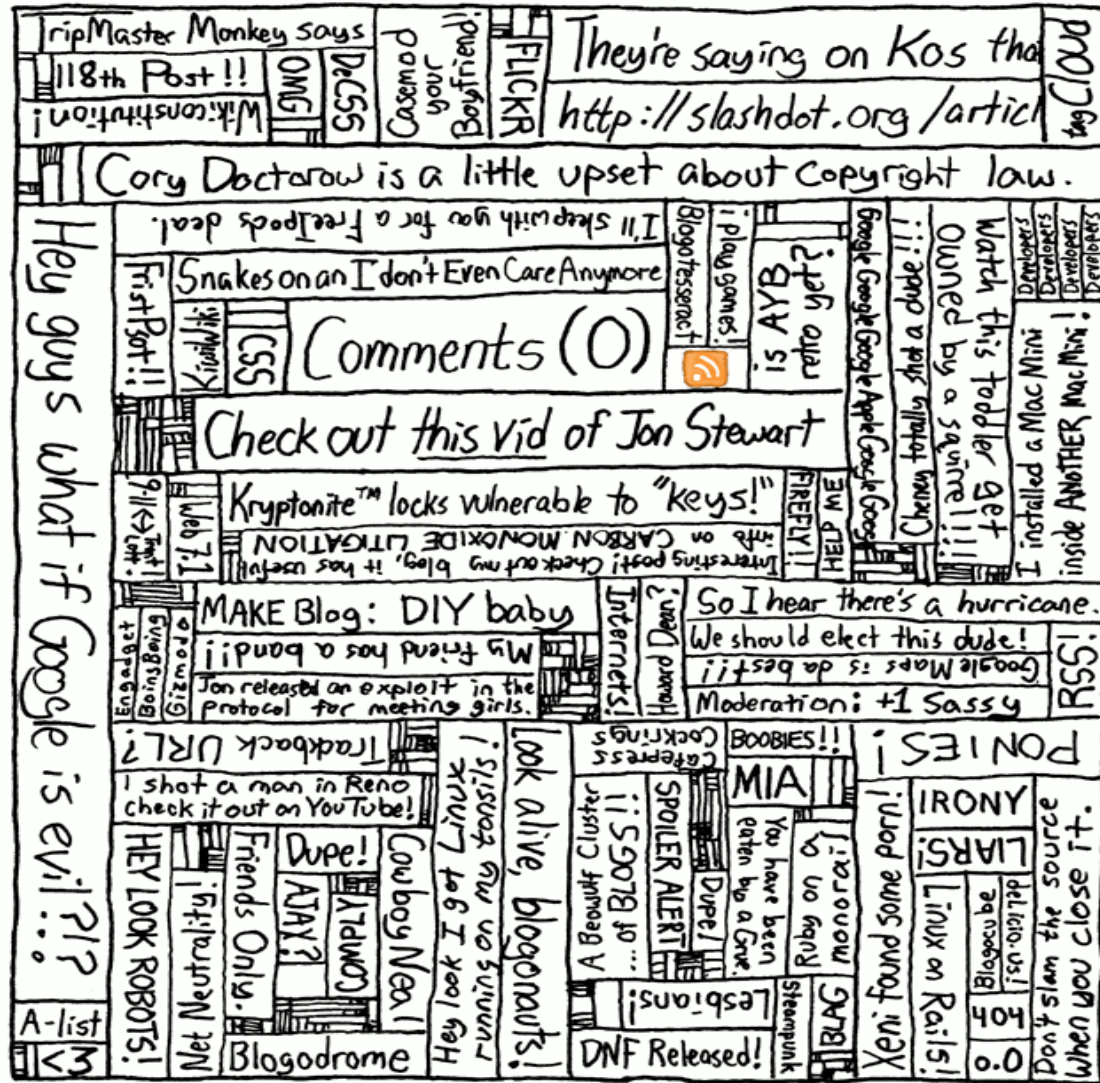 TripMaster Monkey says
118th Post !!
Wikiconstitution!
OMG
DeCSS
Casemod
your
Boyfriend!
FLICKR
They're saying on Kos tha
http://slashdot.org/articl
tagCloud
Cory Doctorow is a little upset about copyright law.
Hey guys what if Google is evil?!?
I'll sleep with you for a FreeIpods deal.
Snakes on an I don't Even Care Anymore
FirstPsot!!
KiwiWiki
CSS
Comments (0)
Blogotesseract
i play games!
is AYB
retro yet?
Google Google Google Apple Google Goog
Cheney totally shot a dude!!!
Watch this toddler get
Owned by a squirrel!!!
Developers
Developers
Developers
Developers
I installed a Mac Mini
inside ANOTHER Mac Mini!
Check out this vid of Jon Stewart
9-11<->Trent
Lott!
Web 7.1
Kryptonite™ locks vulnerable to "keys!"
Interesting post! Check out my blog, it has useful
info on CARBON MONOXIDE LITIGATION
FIREFLY!!
HELP ME
Engadget
BoingBoing
Gizmodo
MAKE Blog: DIY baby
My friend has a band!!
Jon released an exploit in the
protocol for meeting girls.
Internets!
Howard Dean?
So I hear there's a hurricane.
We should elect this dude!
Google Maps is da best!!!
Moderation: +1 Sassy
RSS!
Trackback URL?
I shot a man in Reno
check it out on YouTube!
HEY LOOK ROBOTS!
Net Neutrality!
Friends Only.
Dupe!
AJAX?
COMPLY!
CowboyNeal
Blogodrome
Hey look I got Linux
running on my tonsils!
Look alive, blogonauts!
Cafepress
Cockrings
BOOBIES!!
MIA
A Beowulf Cluster
... of BLOGS!!
SPOILER ALERT!
Dupe!
You have been
eaten by a Grue.
Ruby on a
monorail
Lesbians!
DNF Released!
Steampunk
BLAG
PONIES!
Xeni found some porn!
IRONY
LIARS!
Linux on Rails!
Blogocube
del.icio.us!
404
o.O
Don't slam the source
When you close it.
A-list
<3